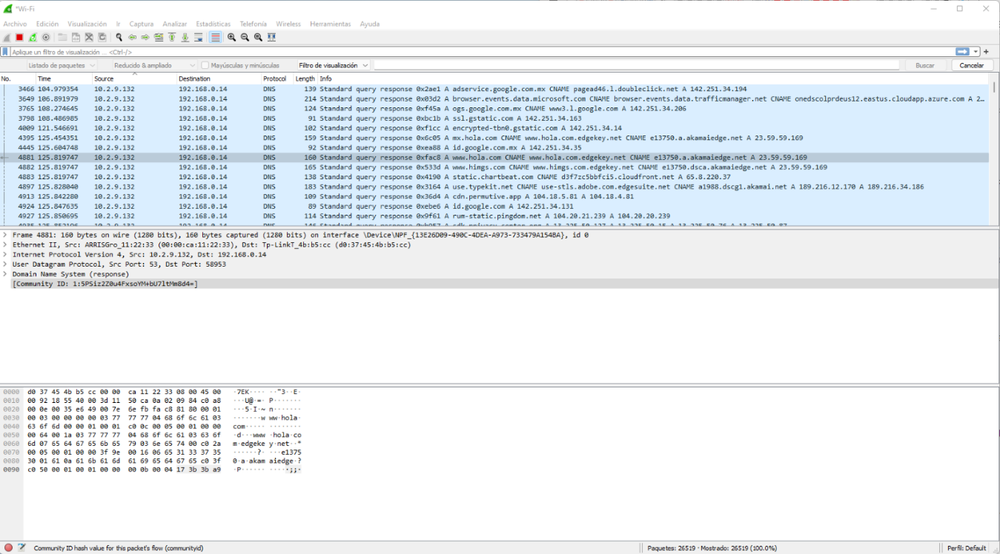 *Wi-Fi
Archivo Edición Visualización Ir Captura Analizar Estadísticas Telefonía Wireless Herramientas Ayuda
Aplique un filtro de visualización ... <Ctrl-/>
Listado de paquetes Reducido & ampliado Mayúsculas y minúsculas Filtro de visualización Buscar Cancelar
No. Time Source Destination Protocol Length Info
3466 104.979354 10.2.9.132 192.168.0.14 DNS 139 Standard query response 0x2ae1 A adservice.google.com.mx CNAME pagead46.l.doubleclick.net A 142.251.34.194
3649 106.891979 10.2.9.132 192.168.0.14 DNS 214 Standard query response 0x03d2 A browser.events.data.microsoft.com CNAME browser.events.data.trafficmanager.net CNAME onedscolprdeus12.eastus.cloudapp.azure.com A 2…
3765 108.274645 10.2.9.132 192.168.0.14 DNS 124 Standard query response 0xf45a A ogs.google.com.mx CNAME www3.l.google.com A 142.251.34.206
3798 108.486985 10.2.9.132 192.168.0.14 DNS 91 Standard query response 0xbc1b A ssl.gstatic.com A 142.251.34.163
4009 121.546691 10.2.9.132 192.168.0.14 DNS 102 Standard query response 0xf1cc A encrypted-tbn0.gstatic.com A 142.251.34.14
4395 125.454351 10.2.9.132 192.168.0.14 DNS 159 Standard query response 0x6c05 A mx.hola.com CNAME www.hola.com.edgekey.net CNAME e13750.a.akamaiedge.net A 23.59.59.169
4445 125.604748 10.2.9.132 192.168.0.14 DNS 92 Standard query response 0xea88 A id.google.com.mx A 142.251.34.35
4881 125.819747 10.2.9.132 192.168.0.14 DNS 160 Standard query response 0xfac8 A www.hola.com CNAME www.hola.com.edgekey.net CNAME e13750.a.akamaiedge.net A 23.59.59.169
4882 125.819747 10.2.9.132 192.168.0.14 DNS 165 Standard query response 0x533d A www.himgs.com CNAME www.himgs.com.edgekey.net CNAME e13750.dsca.akamaiedge.net A 23.59.59.169
4883 125.819747 10.2.9.132 192.168.0.14 DNS 138 Standard query response 0x4190 A static.chartbeat.com CNAME d3f7zc5bbfci5.cloudfront.net A 65.8.220.37
4897 125.828040 10.2.9.132 192.168.0.14 DNS 183 Standard query response 0x3164 A use.typekit.net CNAME use-stls.adobe.com.edgesuite.net CNAME a1988.dscg1.akamai.net A 189.216.12.170 A 189.216.34.186
4913 125.842280 10.2.9.132 192.168.0.14 DNS 109 Standard query response 0x36d4 A cdn.permutive.app A 104.18.5.81 A 104.18.4.81
4924 125.847635 10.2.9.132 192.168.0.14 DNS 89 Standard query response 0xebe6 A id.google.com A 142.251.34.131
4927 125.850695 10.2.9.132 192.168.0.14 DNS 114 Standard query response 0x9f61 A rum-static.pingdom.net A 104.20.21.239 A 104.20.20.239
Frame 4881: 160 bytes on wire (1280 bits), 160 bytes captured (1280 bits) on interface \Device\NPF_{13E26D09-490C-4DEA-A973-733479A154BA}, id 0
Ethernet II, Src: ARRISGro_11:22:33 (00:00:ca:11:22:33), Dst: Tp-LinkT_4b:b5:cc (d0:37:45:4b:b5:cc)
Internet Protocol Version 4, Src: 10.2.9.132, Dst: 192.168.0.14
User Datagram Protocol, Src Port: 53, Dst Port: 58953
Domain Name System (response)
[Community ID: 1:5PSiz2Z0u4FxsoYM+bU7ltMm8d4=]
0000 d0 37 45 4b b5 cc 00 00 ca 11 22 33 08 00 45 00 ·7EK···· ··"3··E·
0010 00 92 18 55 40 00 3d 11 50 ca 0a 02 09 84 c0 a8 ···U@·=· P·······
0020 00 0e 00 35 e6 49 00 7e 6e fb fa c8 81 80 00 01 ···5·I·~ n·······
0030 00 03 00 00 00 00 03 77 77 77 04 68 6f 6c 61 03 ·······w ww·hola·
0040 63 6f 6d 00 00 01 00 01 c0 0c 00 05 00 01 00 00 com····· ········
0050 00 64 00 1a 03 77 77 77 04 68 6f 6c 61 03 63 6f ·d···www ·hola·co
0060 6d 07 65 64 67 65 6b 65 79 03 6e 65 74 00 c0 2a m·edgeke y·net··*
0070 00 05 00 01 00 00 3f 9e 00 16 06 65 31 33 37 35 ······?· ···e1375
0080 30 01 61 0a 61 6b 61 6d 61 69 65 64 67 65 c0 3f 0·a·akam aiedge·?
0090 c0 50 00 01 00 01 00 00 00 0b 00 04 17 3b 3b a9 ·P······ ·····;;·
Community ID hash value for this packet's flow (communityid) Paquetes: 26519 · Mostrado: 26519 (100.0%) Perfil: Default